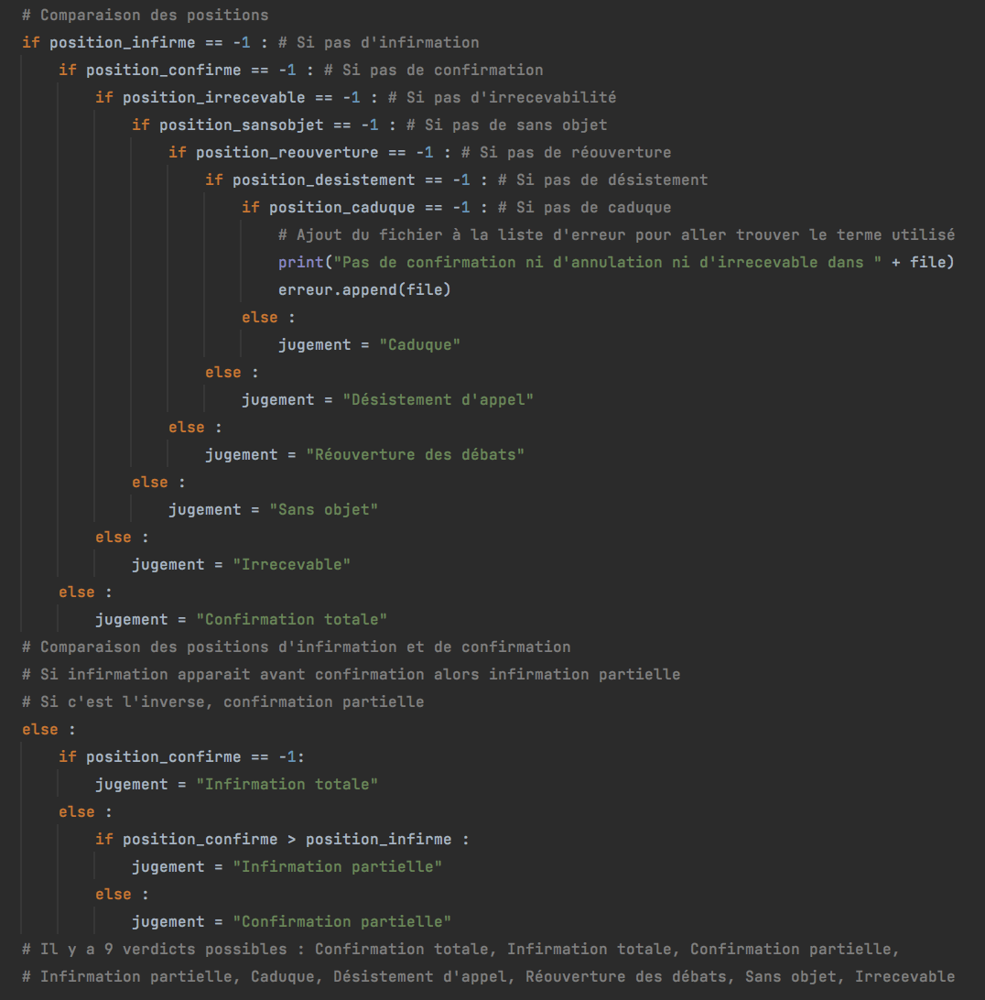 # Comparaison des positions
if position_infirme == -1 : # Si pas d'infirmation
    if position_confirme == -1 : # Si pas de confirmation
        if position_irrecevable == -1 : # Si pas d'irrecevabilité
            if position_sansobjet == -1 : # Si pas de sans objet
                if position_reouverture == -1 : # Si pas de réouverture
                    if position_desistement == -1 : # Si pas de désistement
                        if position_caduque == -1 : # Si pas de caduque
                            # Ajout du fichier à la liste d'erreur pour aller trouver le terme utilisé
                            print("Pas de confirmation ni d'annulation ni d'irrecevable dans " + file)
                            erreur.append(file)
                        else :
                            jugement = "Caduque"
                    else :
                        jugement = "Désistement d'appel"
                else :
                    jugement = "Réouverture des débats"
            else :
                jugement = "Sans objet"
        else :
            jugement = "Irrecevable"
    else :
        jugement = "Confirmation totale"
# Comparaison des positions d'infirmation et de confirmation
# Si infirmation apparait avant confirmation alors infirmation partielle
# Si c'est l'inverse, confirmation partielle
else :
    if position_confirme == -1:
        jugement = "Infirmation totale"
    else :
        if position_confirme > position_infirme :
            jugement = "Infirmation partielle"
        else :
            jugement = "Confirmation partielle"
# Il y a 9 verdicts possibles : Confirmation totale, Infirmation totale, Confirmation partielle,
# Infirmation partielle, Caduque, Désistement d'appel, Réouverture des débats, Sans objet, Irrecevable